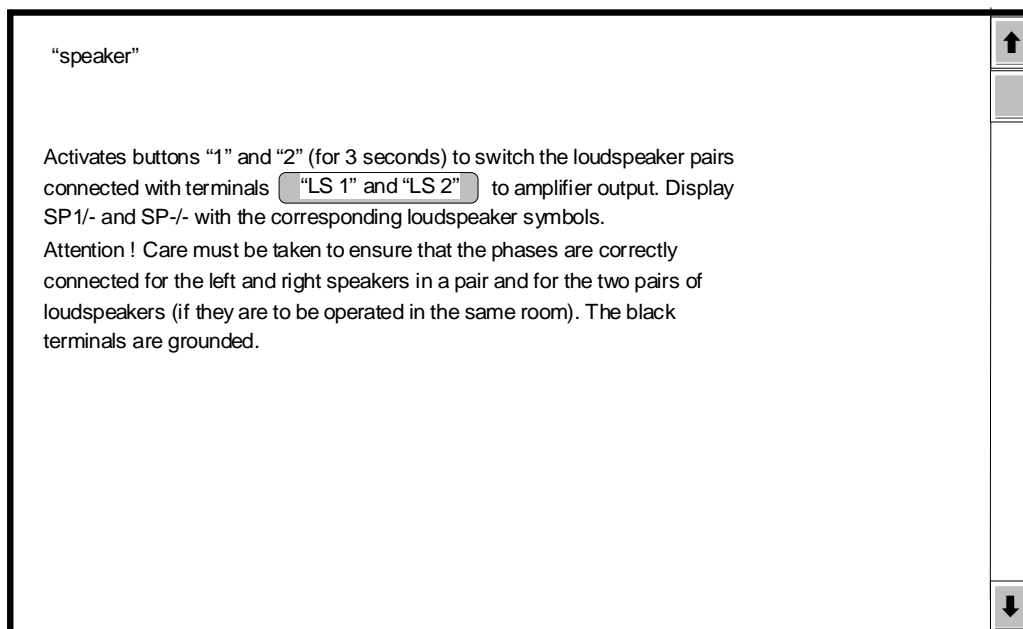 “speaker”
Activates buttons “1” and “2” (for 3 seconds) to switch the loudspeaker pairs
connected with terminals “LS 1” and “LS 2” to amplifier output. Display
SP1/- and SP-/- with the corresponding loudspeaker symbols.
Attention ! Care must be taken to ensure that the phases are correctly
connected for the left and right speakers in a pair and for the two pairs of
loudspeakers (if they are to be operated in the same room). The black
terminals are grounded.